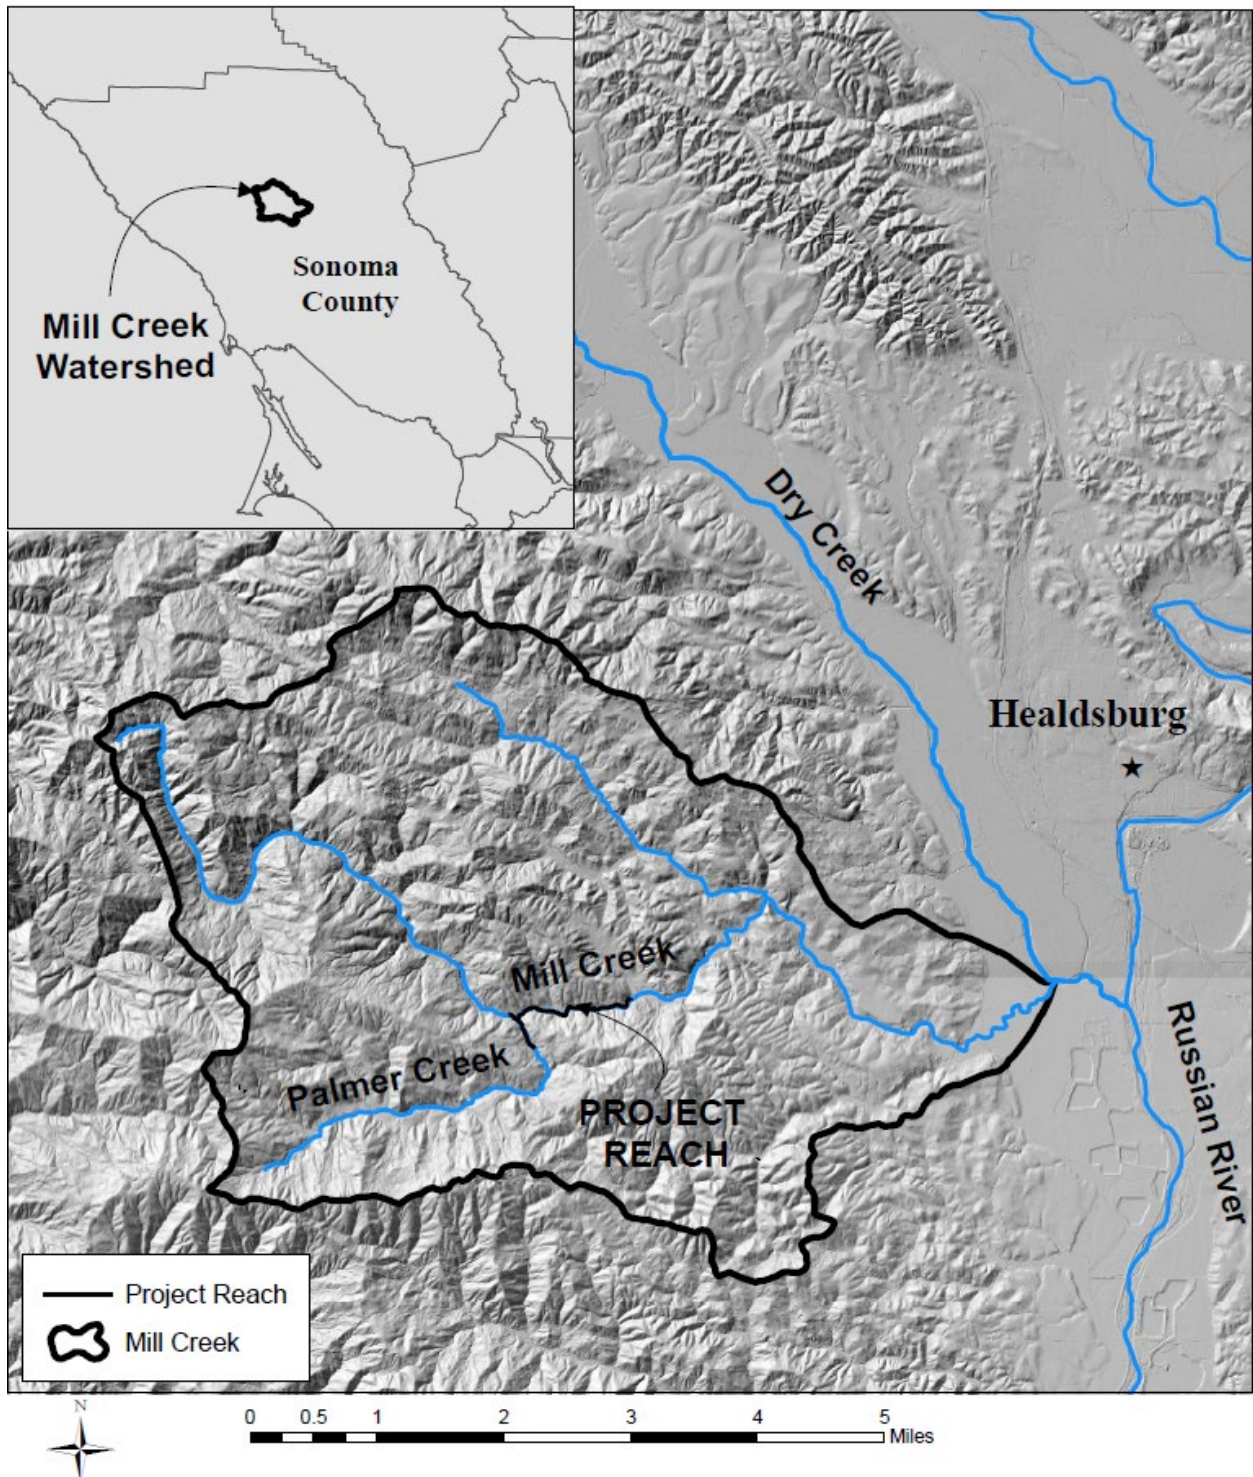 Sonoma
County
Mill Creek
Watershed
Dry Creek
Healdsburg
Mill Creek
Palmer Creek
PROJECT
REACH
Russian River
Project Reach
Mill Creek
N
0 0.5 1 2 3 4 5
Miles